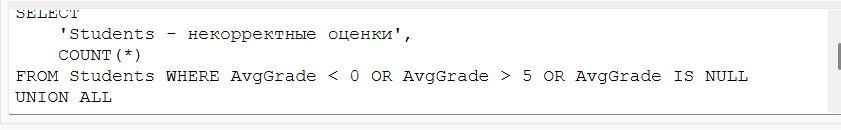 SELECT
'Students - некорректные оценки',
COUNT(*)
FROM Students WHERE AvgGrade < 0 OR AvgGrade > 5 OR AvgGrade IS NULL
UNION ALL